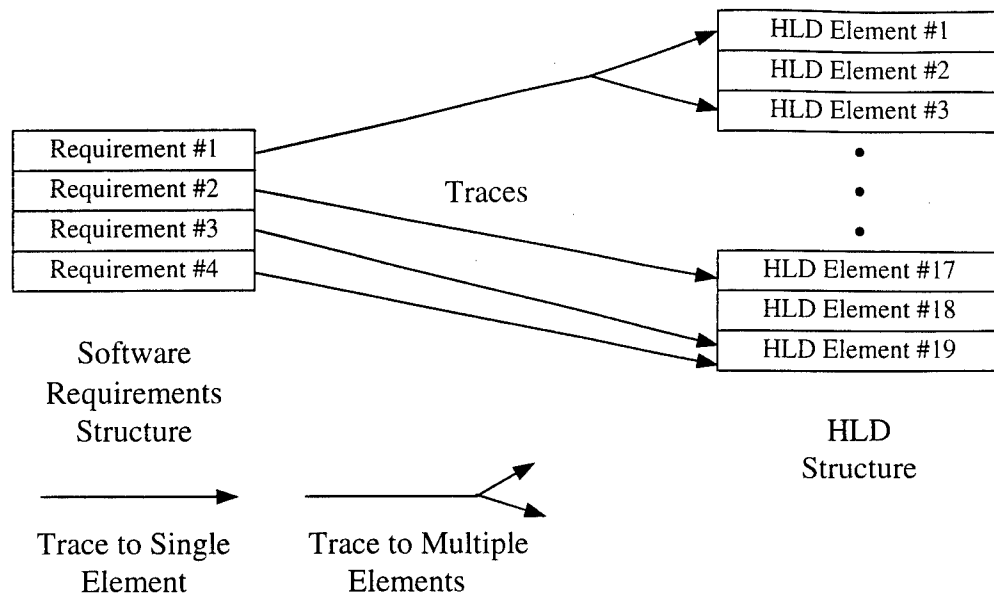 HLD Element #1
HLD Element #2
HLD Element #3
Requirement #1
Requirement #2
Requirement #3
Requirement #4
Traces
HLD Element #17
HLD Element #18
HLD Element #19
Software
Requirements
Structure
HLD
Structure
Trace to Single
Element
Trace to Multiple
Elements